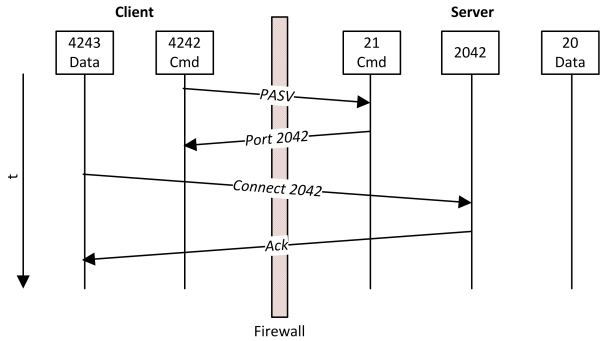 Client
Server
4243
Data
4242
Cmd
21
Cmd
2042
20
Data
PASV
Port 2042
Connect 2042
Ack
t
Firewall